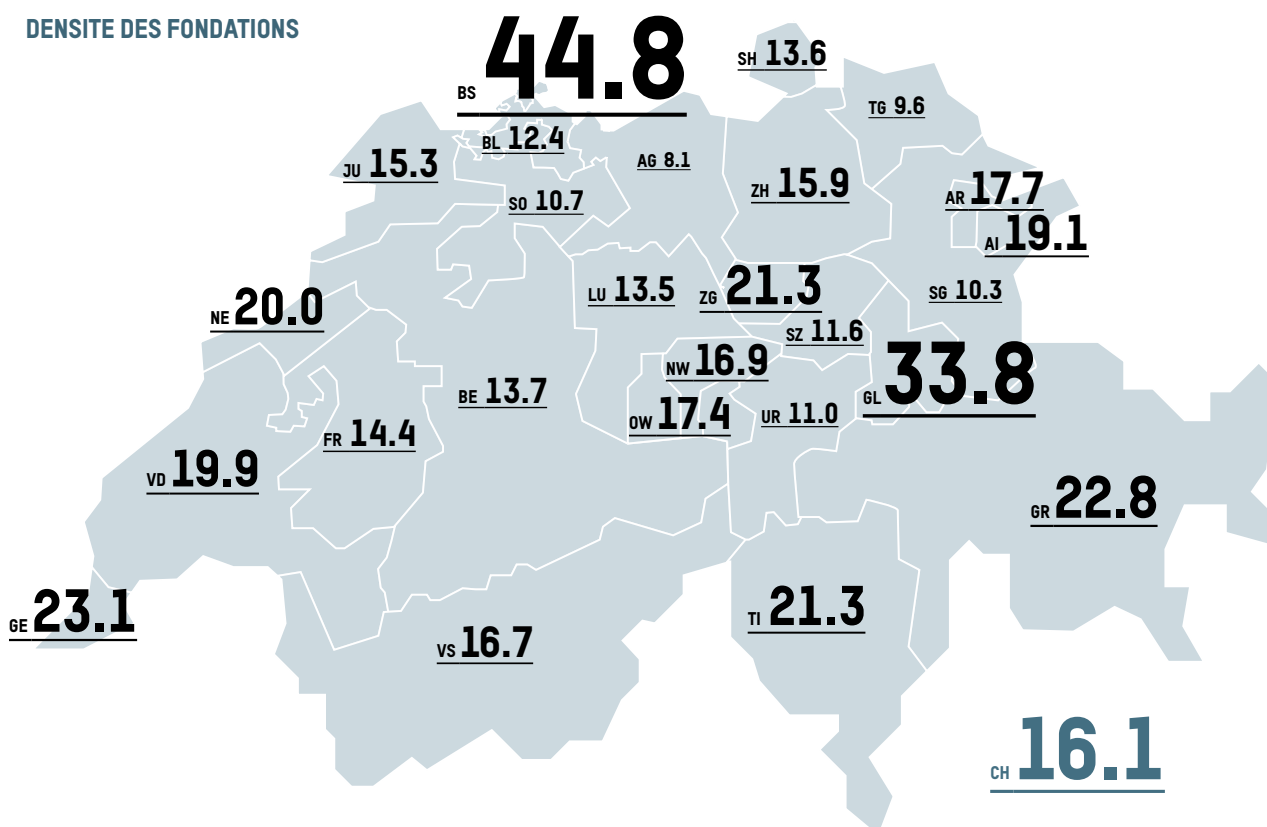 DENSITE DES FONDATIONS
BS 44.8
SH 13.6
TG 9.6
BL 12.4
JU 15.3
AG 8.1
ZH 15.9
AR 17.7
SO 10.7
AI 19.1
NE 20.0
LU 13.5
ZG 21.3
SG 10.3
SZ 11.6
NW 16.9
GL 33.8
BE 13.7
OW 17.4
UR 11.0
FR 14.4
VD 19.9
GR 22.8
GE 23.1
TI 21.3
VS 16.7
CH 16.1